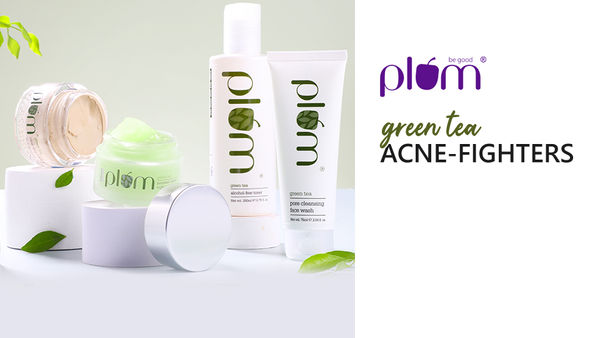 plum
plum
plum
green tea
alcohol-free toner
plum
®
green tea
pore cleansing
face wash
be good
plum®
green tea
ACNE-FIGHTERS